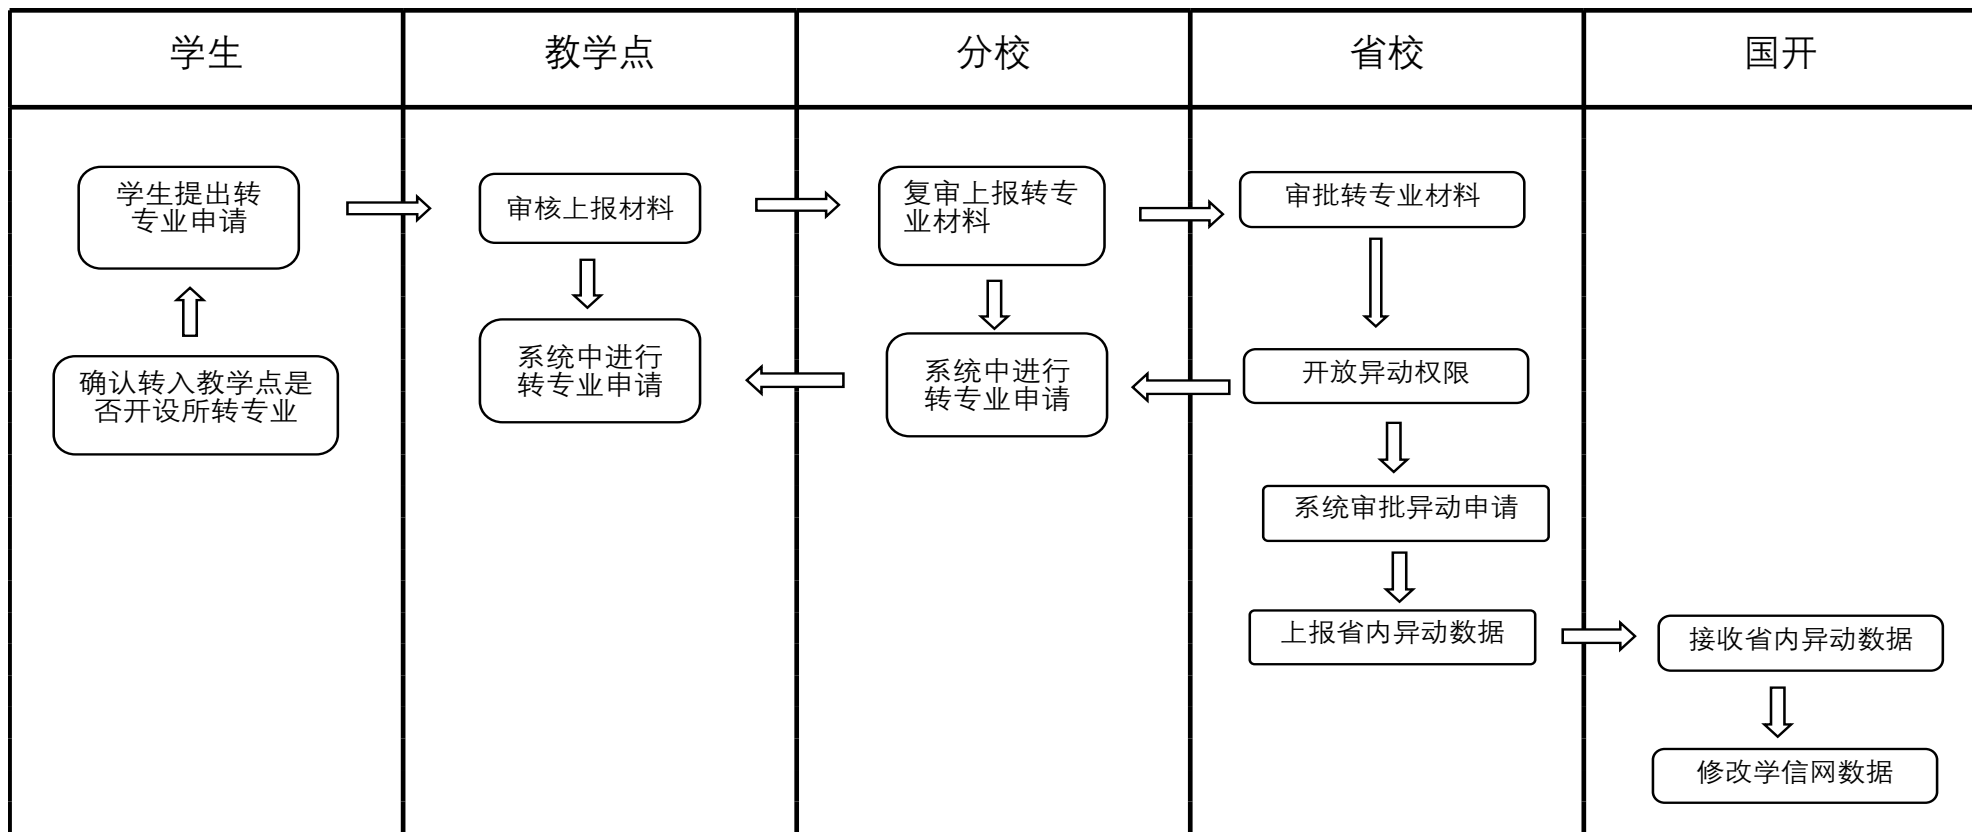 学生
教学点
分校
省校
国开
学生提出转
专业申请
审核上报材料
复审上报转专
业材料
审批转专业材料
确认转入教学点是
否开设所转专业
系统中进行
转专业申请
系统中进行
转专业申请
开放异动权限
系统审批异动申请
上报省内异动数据
接收省内异动数据
修改学信网数据